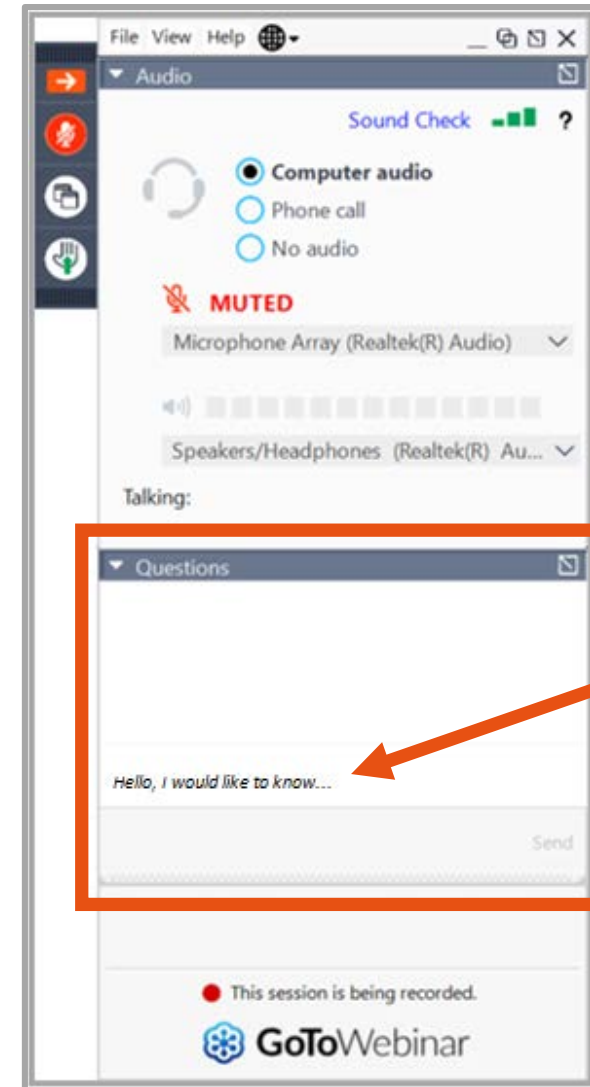 File View Help
Audio
Sound Check ?
Computer audio
Phone call
No audio
MUTED
Microphone Array (Realtek(R) Audio)
Speakers/Headphones (Realtek(R) Au...
Talking:
Questions
Hello, I would like to know...
Send
This session is being recorded.
GoToWebinar